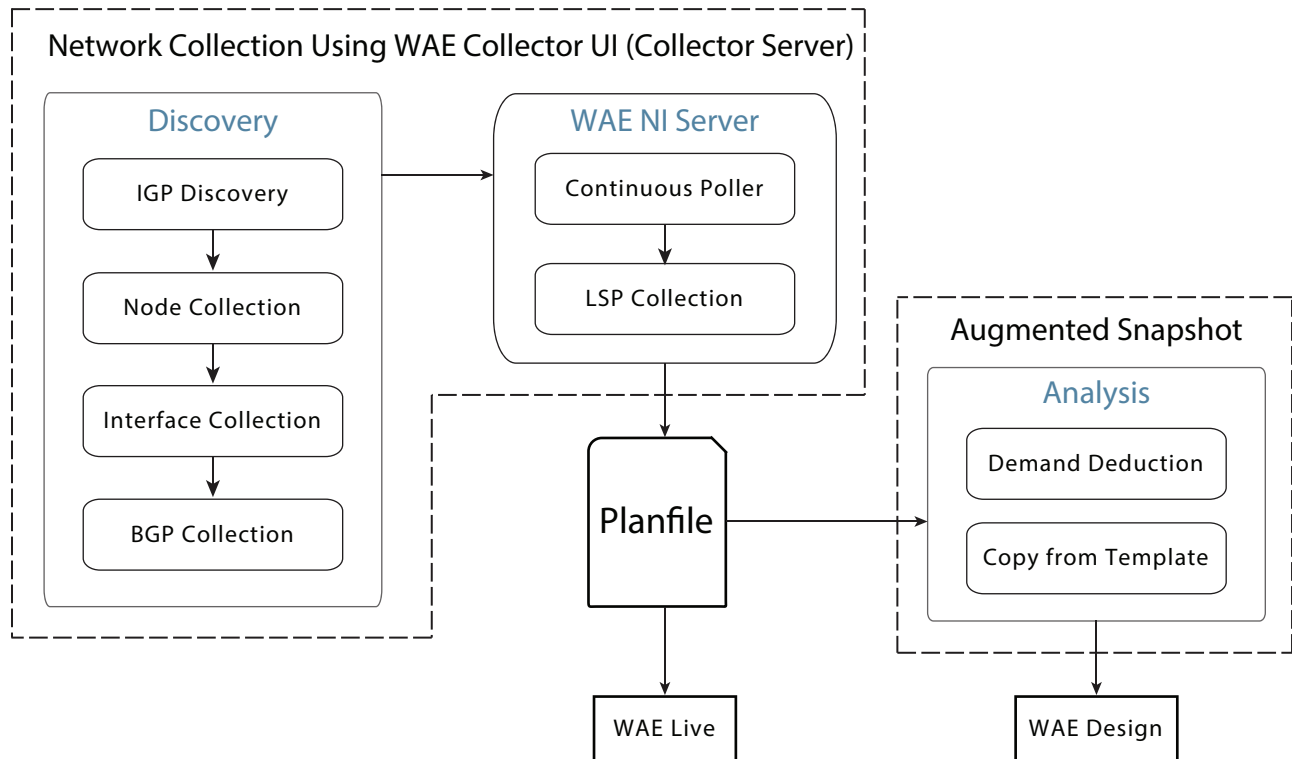 Network Collection Using WAE Collector UI (Collector Server)
Discovery
IGP Discovery
Node Collection
Interface Collection
BGP Collection
WAE NI Server
Continuous Poller
LSP Collection
Planfile
WAE Live
Augmented Snapshot
Analysis
Demand Deduction
Copy from Template
WAE Design